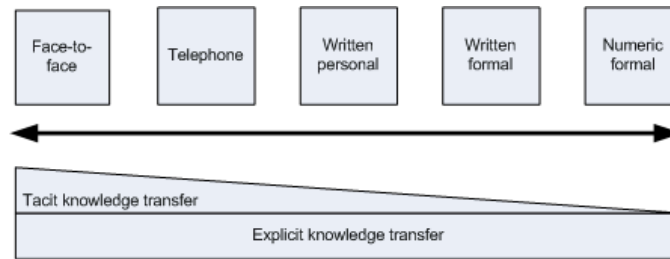 Face-to-
face
Telephone
Written
personal
Written
formal
Numeric
formal
Tacit knowledge transfer
Explicit knowledge transfer